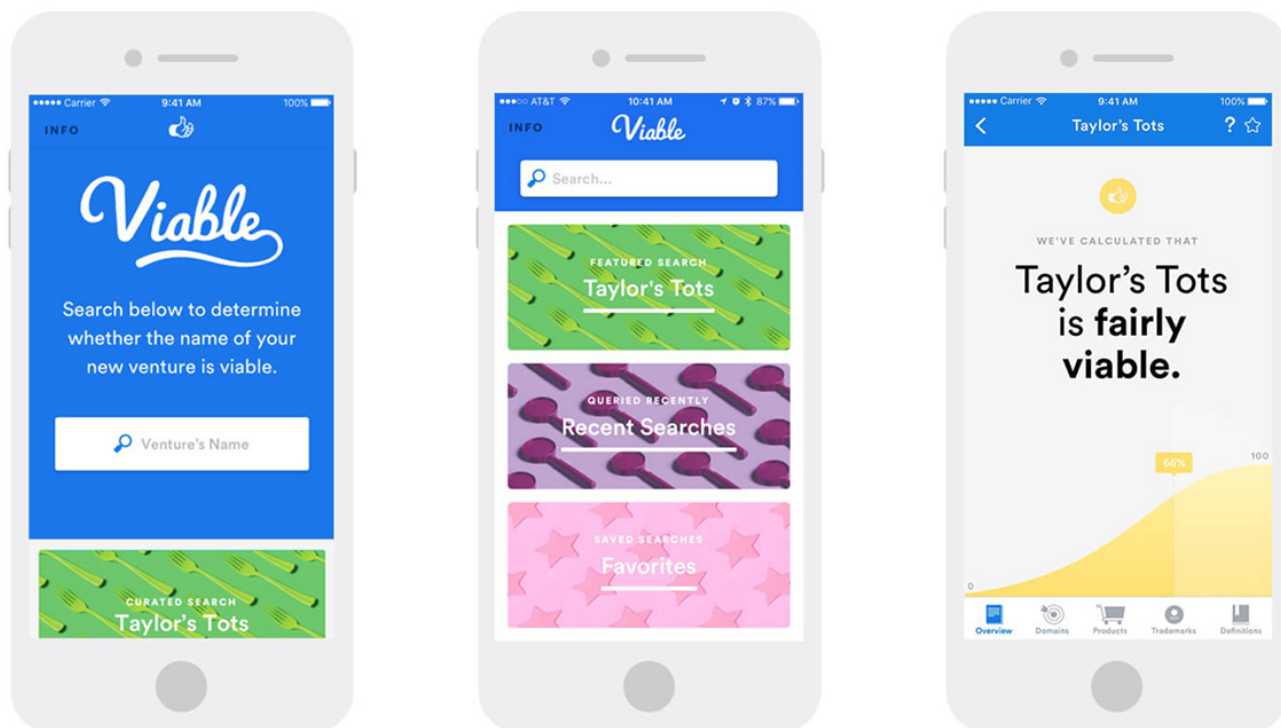 Carrier 9:41 AM 100%
INFO
Viable
Search below to determine
whether the name of your
new venture is viable.
Venture's Name
CURATED SEARCH
Taylor's Tots
AT&T 10:41 AM 87%
INFO
Viable
Search...
FEATURED SEARCH
Taylor's Tots
QUERIED RECENTLY
Recent Searches
SAVED SEARCHES
Favorites
Carrier 9:41 AM 100%
Taylor's Tots ?
WE'VE CALCULATED THAT
Taylor's Tots
is fairly
viable.
100
66%
0
Overview Domains Products Trademarks Definitions